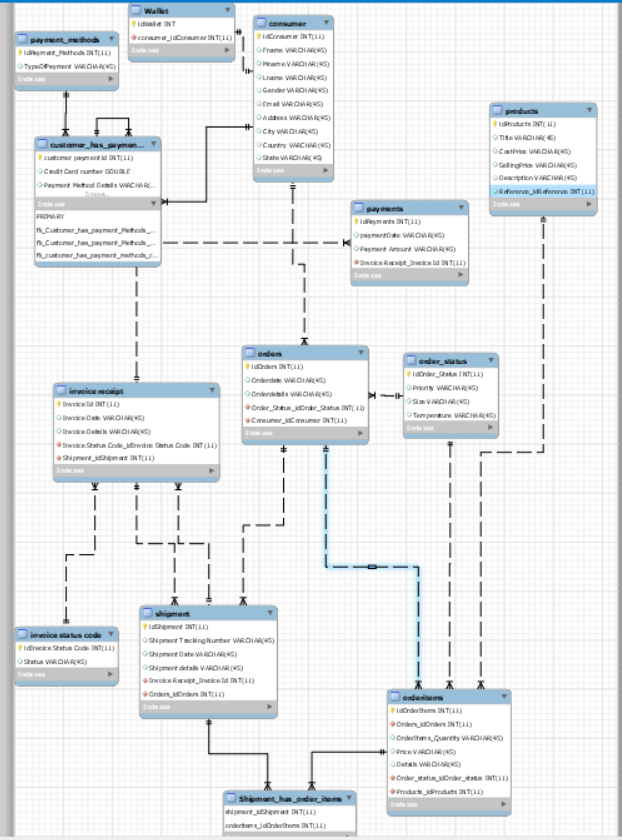 Wallet
idWallet INT
consumer_idConsumer INT(11)
Indexes
consumer
idConsumer INT(11)
Fname VARCHAR(45)
Mname VARCHAR(45)
Lname VARCHAR(45)
Gender VARCHAR(45)
Email VARCHAR(45)
Address VARCHAR(45)
City VARCHAR(45)
Country VARCHAR(45)
State VARCHAR(45)
Indexes
payment_methods
idPayment_Methods INT(11)
TypeOfPayment VARCHAR(45)
Indexes
customer_has_paymen...
customer paymentid INT(11)
Credit Card number DOUBLE
Payment Method Details VARCHAR(...
Indexes
PRIMARY
fk_Customer_has_payment_Methods_...
fk_Customer_has_payment_Methods_...
fk_customer_has_payment_methods_c...
products
idProducts INT(11)
Title VARCHAR(45)
CostPrice VARCHAR(45)
SellingPrice VARCHAR(45)
Description VARCHAR(45)
Reference_idReference INT(11)
Indexes
payments
idPayments INT(11)
paymentDate VARCHAR(45)
Payment Amount VARCHAR(45)
Invoice Receipt_Invoice Id INT(11)
Indexes
orders
idOrders INT(11)
Orderdate VARCHAR(45)
Orderdetails VARCHAR(45)
Order_Status_idOrder_Status INT(11)
Consumer_idConsumer INT(11)
Indexes
order_status
idOrder_Status INT(11)
Priority VARCHAR(45)
Size VARCHAR(45)
Temperature VARCHAR(45)
Indexes
invoice receipt
Invoice Id INT(11)
Invoice Date VARCHAR(45)
Invoice Details VARCHAR(45)
Invoice Status Code_idInvoice Status Code INT(11)
Shipment_idShipment INT(11)
Indexes
invoice status code
idInvoice Status Code INT(11)
Status VARCHAR(45)
Indexes
shipment
idShipment INT(11)
Shipment Tracking Number VARCHAR(45)
Shipment Date VARCHAR(45)
Shipment details VARCHAR(45)
Invoice Receipt_Invoice Id INT(11)
Orders_idOrders INT(11)
Indexes
orderitems
idOrderItems INT(11)
Orders_idOrders INT(11)
OrderItems_Quantity VARCHAR(45)
Price VARCHAR(45)
Details VARCHAR(45)
Order_status_idOrder_status INT(11)
Products_idProducts INT(11)
Indexes
Shipment_has_order_items
shipment_idShipment INT(11)
orderitems_idOrderItems INT(11)